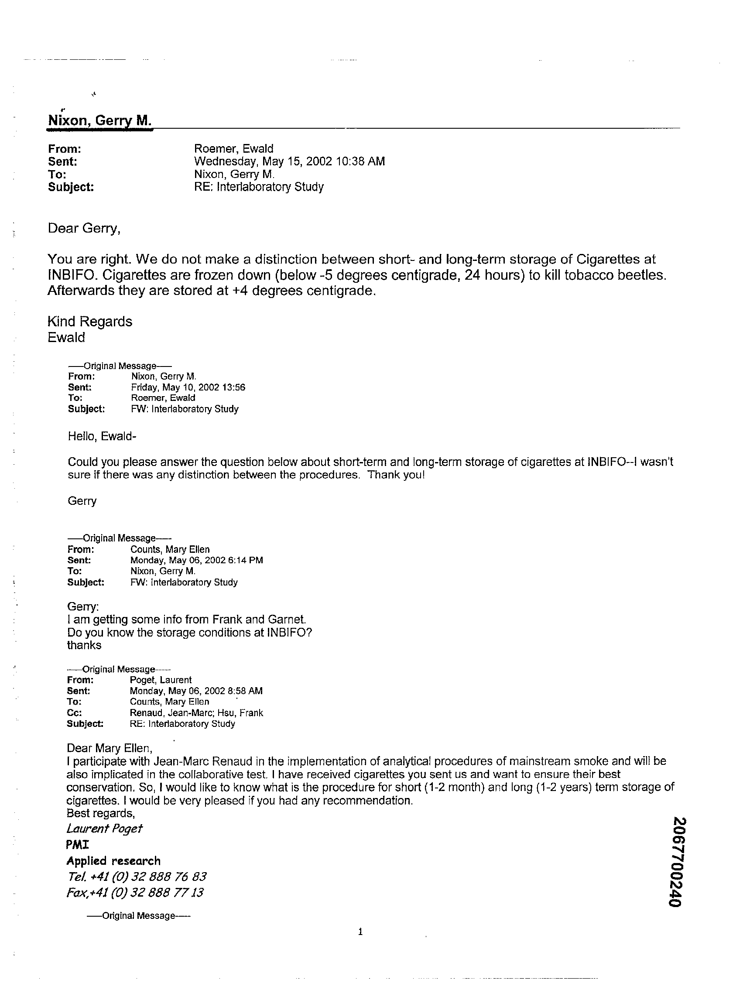 Nixon, Gerry M.
From: Roemer, Ewald
Sent: Wednesday, May 15, 2002 10:38 AM
To: Nixon, Gerry M.
Subject: RE: Interlaboratory Study
Dear Gerry,
You are right. We do not make a distinction between short- and long-term storage of Cigarettes at
INBIFO. Cigarettes are frozen down (below -5 degrees centigrade, 24 hours) to kill tobacco beetles.
Afterwards they are stored at +4 degrees centigrade.
Kind Regards
Ewald
-----Original Message-----
From: Nixon, Gerry M.
Sent: Friday, May 10, 2002 13:56
To: Roemer, Ewald
Subject: FW: Interlaboratory Study
Hello, Ewald-
Could you please answer the question below about short-term and long-term storage of cigarettes at INBIFO--I wasn't
sure if there was any distinction between the procedures. Thank you!
Gerry
-----Original Message-----
From: Counts, Mary Ellen
Sent: Monday, May 06, 2002 6:14 PM
To: Nixon, Gerry M.
Subject: FW: Interlaboratory Study
Gerry:
I am getting some info from Frank and Garnet.
Do you know the storage conditions at INBIFO?
thanks
-----Original Message-----
From: Poget, Laurent
Sent: Monday, May 06, 2002 8:58 AM
To: Counts, Mary Ellen
Cc: Renaud, Jean-Marc; Hsu, Frank
Subject: RE: Interlaboratory Study
Dear Mary Ellen,
I participate with Jean-Marc Renaud in the implementation of analytical procedures of mainstream smoke and will be
also implicated in the collaborative test. I have received cigarettes you sent us and want to ensure their best
conservation. So, I would like to know what is the procedure for short (1-2 month) and long (1-2 years) term storage of
cigarettes. I would be very pleased if you had any recommendation.
Best regards,
Laurent Poget
PMI
Applied research
Tel. +41 (0) 32 888 76 83
Fax,+41 (0) 32 888 77 13
-----Original Message-----
1
2067700240